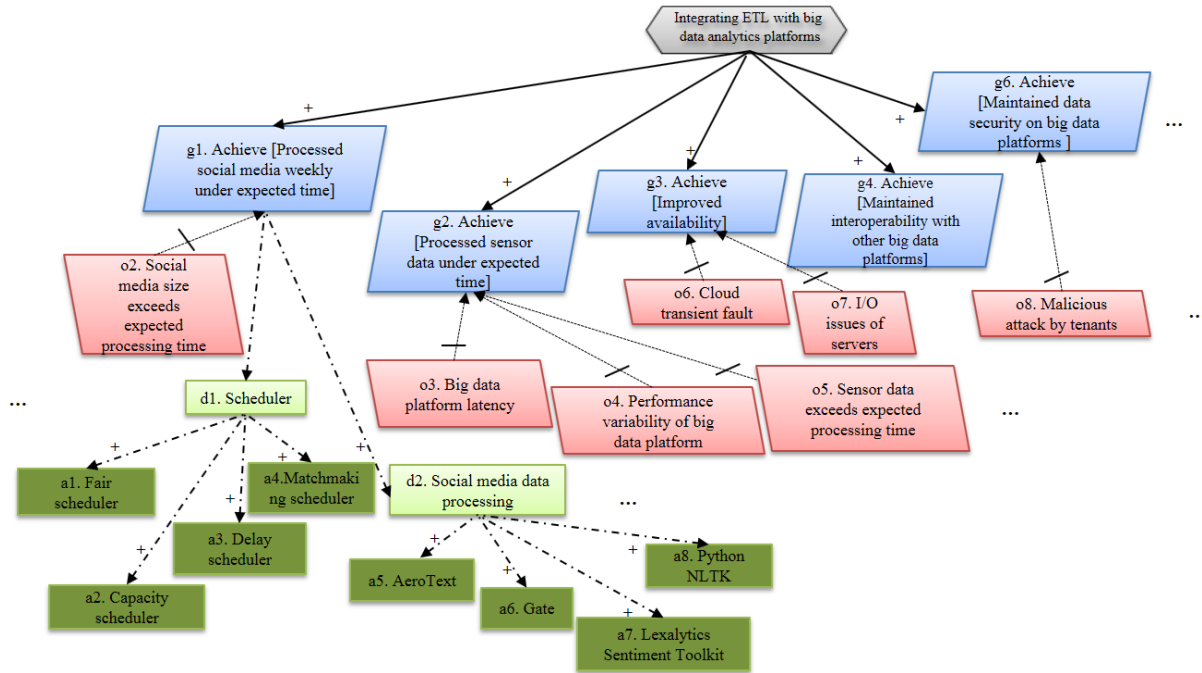 Integrating ETL with big
data analytics platforms
+
g6. Achieve
[Maintained data
security on big data
platforms ]
+
...
+
g1. Achieve [Processed
social media weekly
under expected time]
+
g3. Achieve
[Improved
availability]
+
g4. Achieve
[Maintained
interoperability with
other big data
platforms]
+
g2. Achieve
[Processed sensor
data under expected
time]
o2. Social
media size
exceeds
expected
processing time
o6. Cloud
transient fault
o7. I/O
issues of
servers
o8. Malicious
attack by tenants
...
o3. Big data
platform latency
o4. Performance
variability of big
data platform
o5. Sensor data
exceeds expected
processing time
...
...
d1. Scheduler
+
+
+
+
+
a1. Fair
scheduler
a4.Matchmaki
ng scheduler
a3. Delay
scheduler
a2. Capacity
scheduler
d2. Social media data
processing
...
+
+
+
+
a5. AeroText
a6. Gate
a8. Python
NLTK
a7. Lexalytics
Sentiment Toolkit